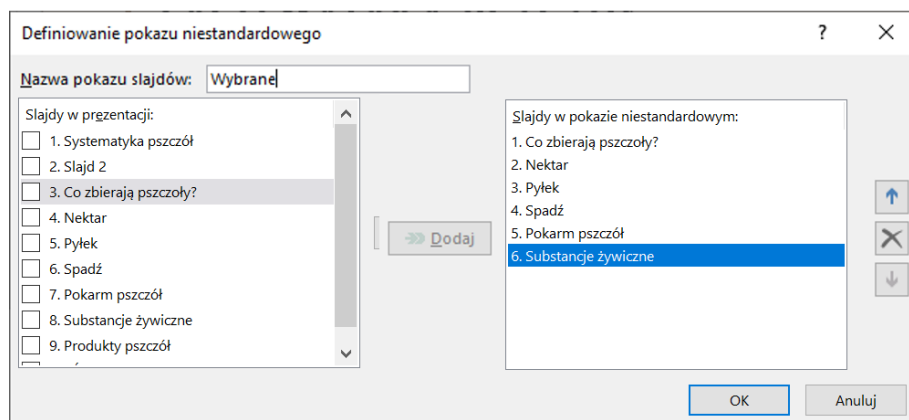 Definiowanie pokazu niestandardowego
?
Nazwa pokazu slajdów:
Wybrane
Slajdy w prezentacji:
1. Systematyka pszczół
2. Slajd 2
3. Co zbierają pszczoły?
4. Nektar
5. Pyłek
6. Spadź
7. Pokarm pszczół
8. Substancje żywiczne
9. Produkty pszczół
Dodaj
Slajdy w pokazie niestandardowym:
1. Co zbierają pszczoły?
2. Nektar
3. Pyłek
4. Spadź
5. Pokarm pszczół
6. Substancje żywiczne
OK
Anuluj